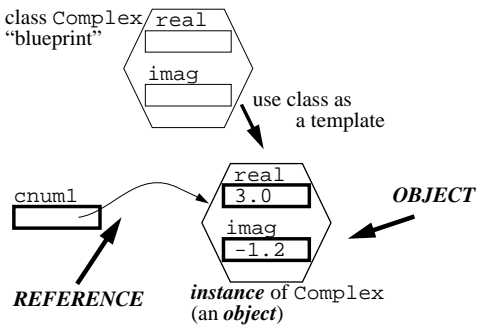 class Complex
“blueprint”
real
imag
use class as
a template
real
3.0
cnum1
OBJECT
imag
-1.2
REFERENCE
instance of Complex
(an object)